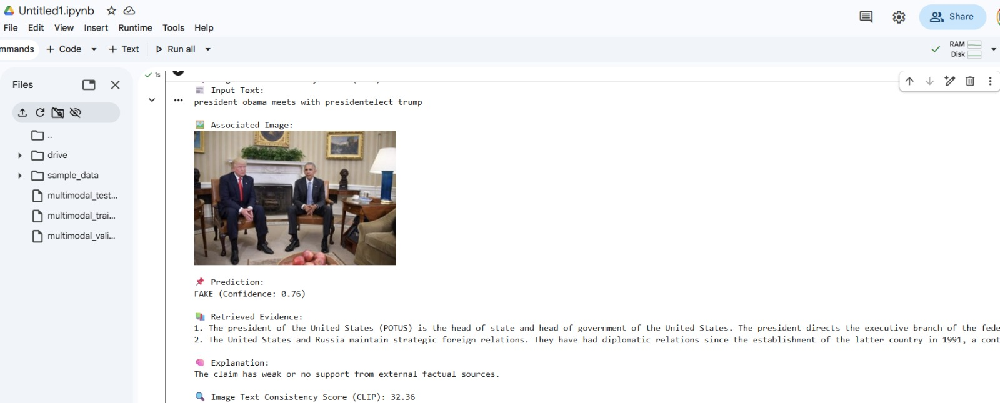 Untitled1.ipynb
File Edit View Insert Runtime Tools Help
Share
mmands + Code + Text Run all
RAM
Disk
Files
1s
..
drive
sample_data
multimodal_test...
multimodal_trai...
multimodal_vali...
Input Text:
president obama meets with presidentelect trump
Associated Image:
Prediction:
FAKE (Confidence: 0.76)
Retrieved Evidence:
1. The president of the United States (POTUS) is the head of state and head of government of the United States. The president directs the executive branch of the fede
2. The United States and Russia maintain strategic foreign relations. They have had diplomatic relations since the establishment of the latter country in 1991, a cont
Explanation:
The claim has weak or no support from external factual sources.
Image-Text Consistency Score (CLIP): 32.36